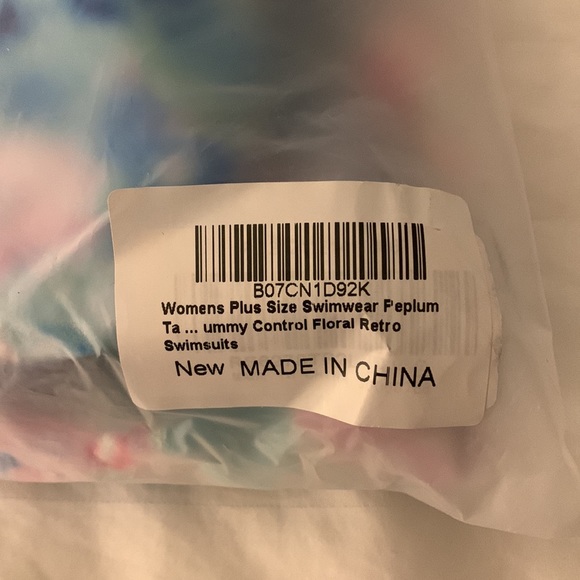 B07CN1D92K
Womens Plus Size Swimwear Peplum
Ta ... ummy Control Floral Retro
Swimsuits
New MADE IN CHINA